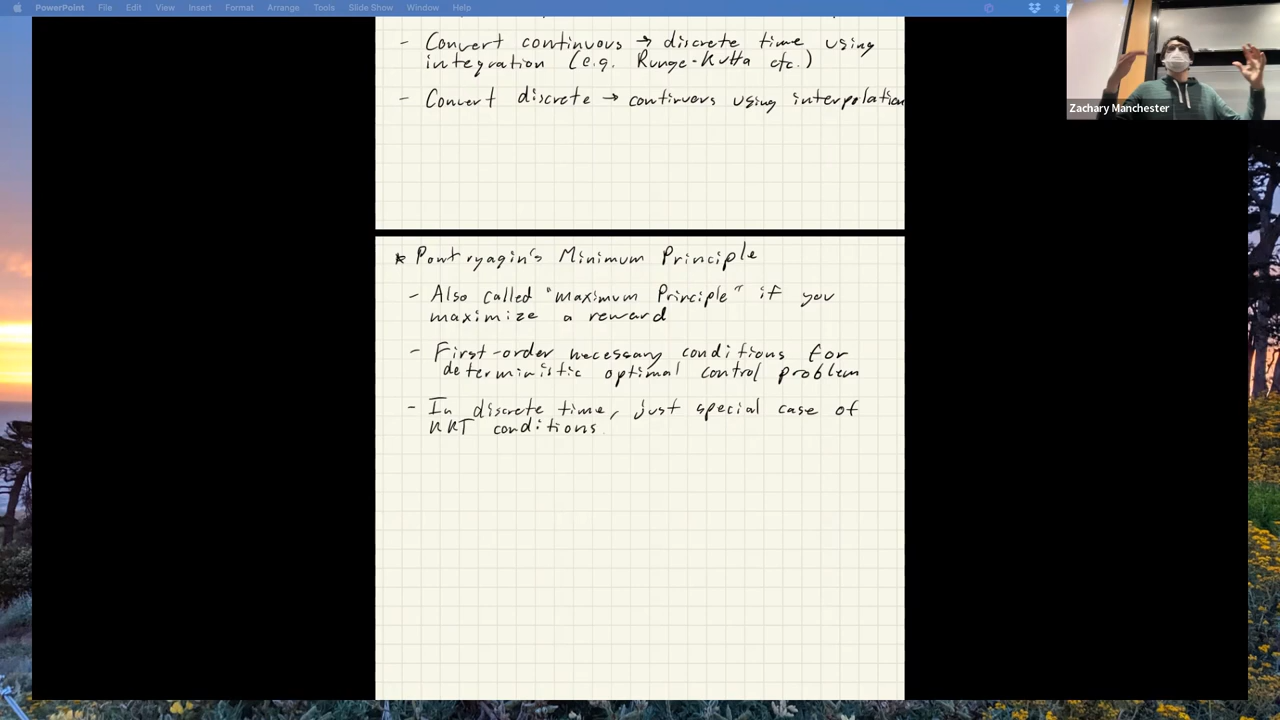 PowerPoint File Edit View Insert Format Arrange Tools Slide Show Window Help
- Convert continuous → discrete time using
integration (e.g. Runge-Kutta etc.)
- Convert discrete → continuous using interpolation
Zachary Manchester
* Pontryagin's Minimum Principle
- Also called "maximum Principle" if you
maximize a reward
- First-order necessary conditions for
deterministic optimal control problem
- In discrete time, just special case of
KKT conditions